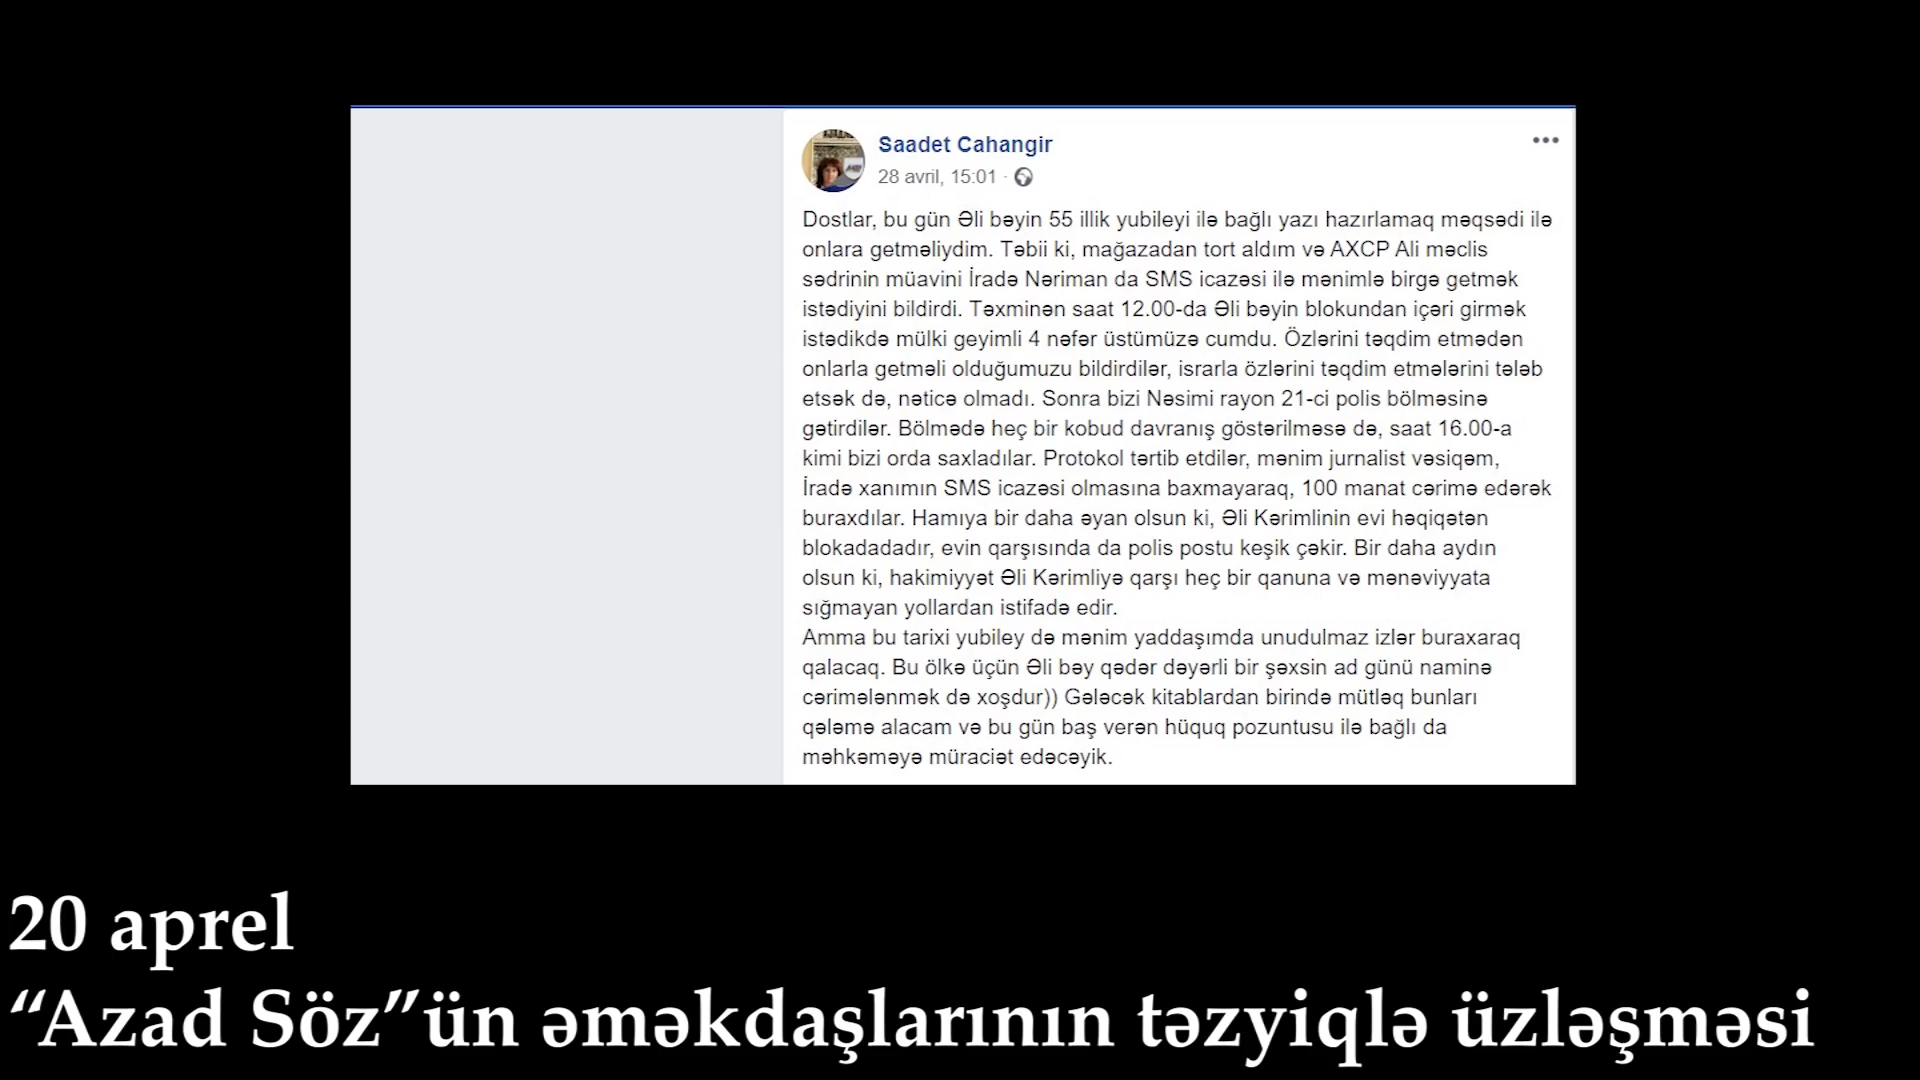 Saadet Cahangir
28 avril, 15:01 ·
Dostlar, bu gün Əli bəyin 55 illik yubileyi ilə bağlı yazı hazırlamaq məqsədi ilə
onlara getməliydim. Təbii ki, mağazadan tort aldım və AXCP Ali məclis
sədrinin müavini İradə Nəriman da SMS icazəsi ilə mənimlə birgə getmək
istədiyini bildirdi. Təxminən saat 12.00-da Əli bəyin blokundan içəri girmək
istədikdə mülki geyimli 4 nəfər üstümüzə cumdu. Özlərini təqdim etmədən
onlarla getməli olduğumuzu bildirdilər, israrla özlərini təqdim etmələrini tələb
etsək də, nəticə olmadı. Sonra bizi Nəsimi rayon 21-ci polis bölməsinə
gətirdilər. Bölmədə heç bir kobud davranış göstərilməsə də, saat 16.00-a
kimi bizi orda saxladılar. Protokol tərtib etdilər, mənim jurnalist vəsiqəm,
İradə xanımın SMS icazəsi olmasına baxmayaraq, 100 manat cərimə edərək
buraxdılar. Hamıya bir daha əyan olsun ki, Əli Kərimlinin evi həqiqətən
blokadadadır, evin qarşısında da polis postu keşik çəkir. Bir daha aydın
olsun ki, hakimiyyət Əli Kərimliyə qarşı heç bir qanuna və mənəviyyata
sığmayan yollardan istifadə edir.
Amma bu tarixi yubiley də mənim yaddaşımda unudulmaz izlər buraxaraq
qalacaq. Bu ölkə üçün Əli bəy qədər dəyərli bir şəxsin ad günü naminə
cərimələnmək də xoşdur)) Gələcək kitablardan birində mütləq bunları
qələmə alacam və bu gün baş verən hüquq pozuntusu ilə bağlı da
məhkəməyə müraciət edəcəyik.
20 aprel
“Azad Söz”ün əməkdaşlarının təzyiqlə üzləşməsi